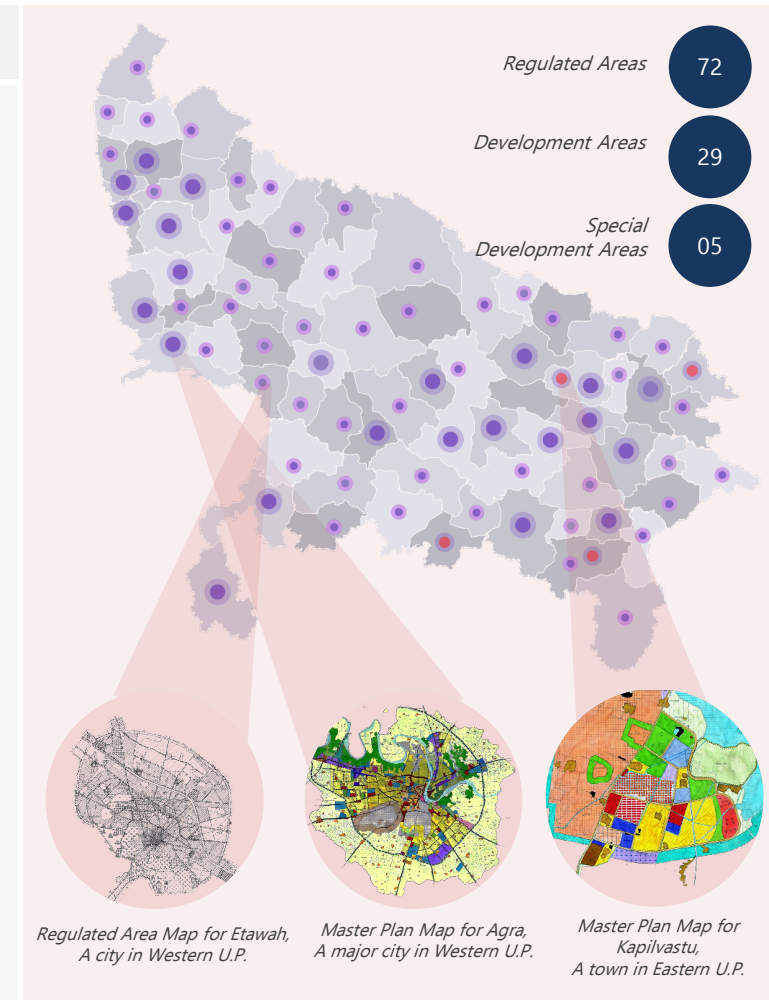 Regulated Areas
72
Development Areas
29
Special
Development Areas
05
Regulated Area Map for Etawah,
A city in Western U.P.
Master Plan Map for Agra,
A major city in Western U.P.
Master Plan Map for
Kapilvastu,
A town in Eastern U.P.